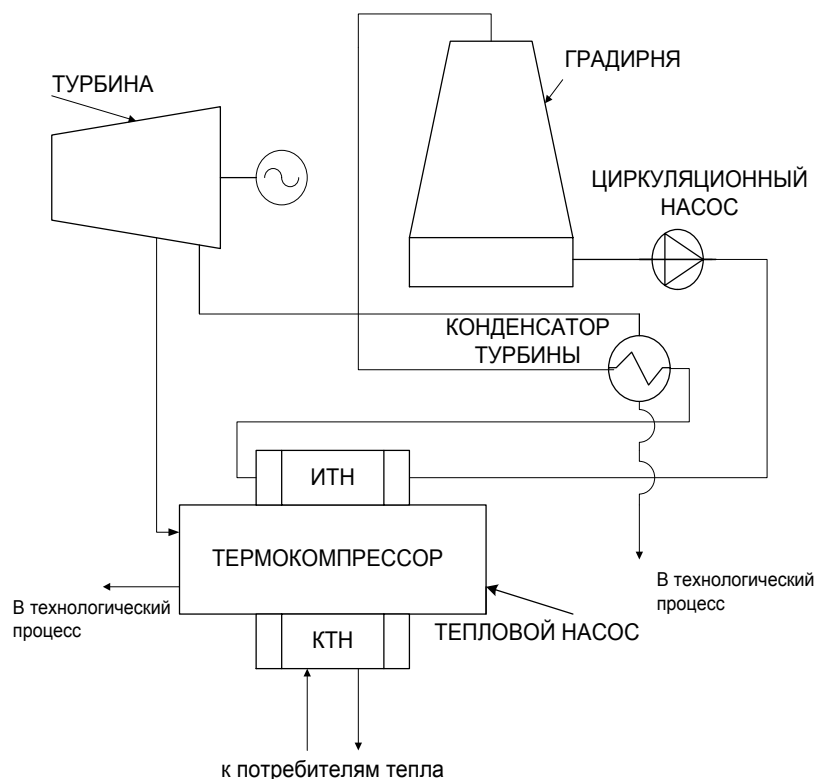 ТУРБИНА
ГРАДИРНЯ
ЦИРКУЛЯЦИОННЫЙ
НАСОС
КОНДЕНСАТОР
ТУРБИНЫ
ИТН
ТЕРМОКОМПРЕССОР
В технологический
процесс
В технологический
процесс
КТН
ТЕПЛОВОЙ НАСОС
к потребителям тепла